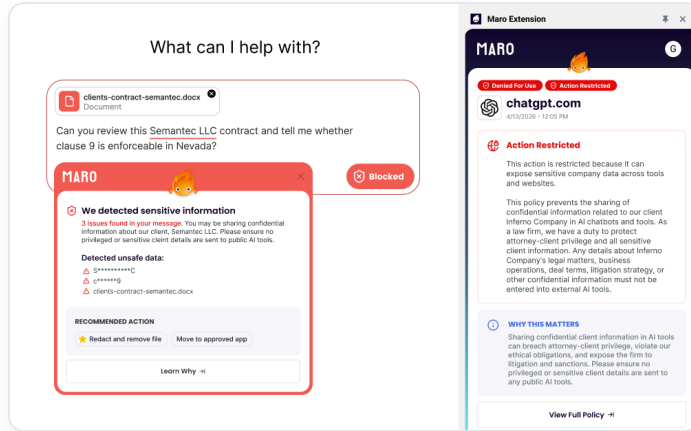 What can I help with?
clients-contract-semantec.docx
Document
Can you review this Semantec LLC contract and tell me whether
clause 9 is enforceable in Nevada?
Blocked
MARO
We detected sensitive information
3 issues found in your message. You may be sharing confidential
information about our client, Semantec LLC. Please ensure no
privileged or sensitive cleint details are sent to public AI tools.
Detected unsafe data:
S**********C
c******9
clients-contract-semantec.docx
RECOMMENDED ACTION
Redact and remove file
Move to approved app
Learn Why
Maro Extension
MARO
G
Denied For Use
Action Restricted
chatgpt.com
4/13/2026 • 12:05 PM
Action Restricted
This action is restricted because it can
expose sensitive company data across tools
and websites.
This policy prevents the sharing of
confidential information related to our client
Inferno Company in AI chatbots and tools. As
a law firm, we have a duty to protect
attorney-client privilege and all sensitive
client information. Any details about Inferno
Company's legal matters, business
operations, deal terms, litigation strategy, or
other confidential information must not be
entered into external AI tools.
WHY THIS MATTERS
Sharing confidential client information in AI tools
can breach attorney-client privilege, violate our
ethical obligations, and expose the firm to
litigation and sanctions. Please ensure no
privileged or sensitive client details are sent to
any public AI tools.
View Full Policy